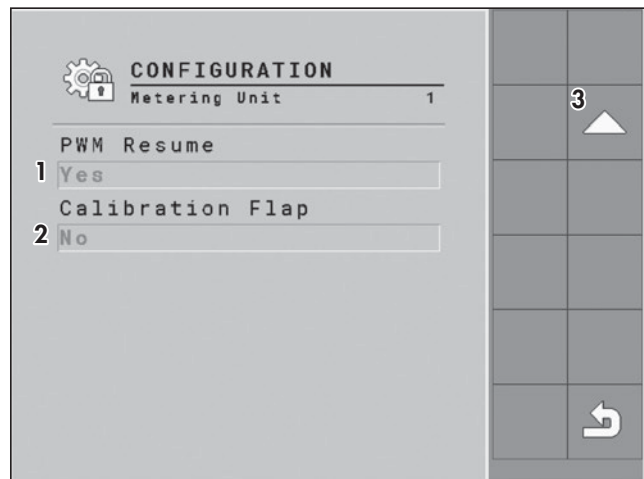 CONFIGURATION
Metering Unit 1
3
PWM Resume
1 Yes
Calibration Flap
2 No